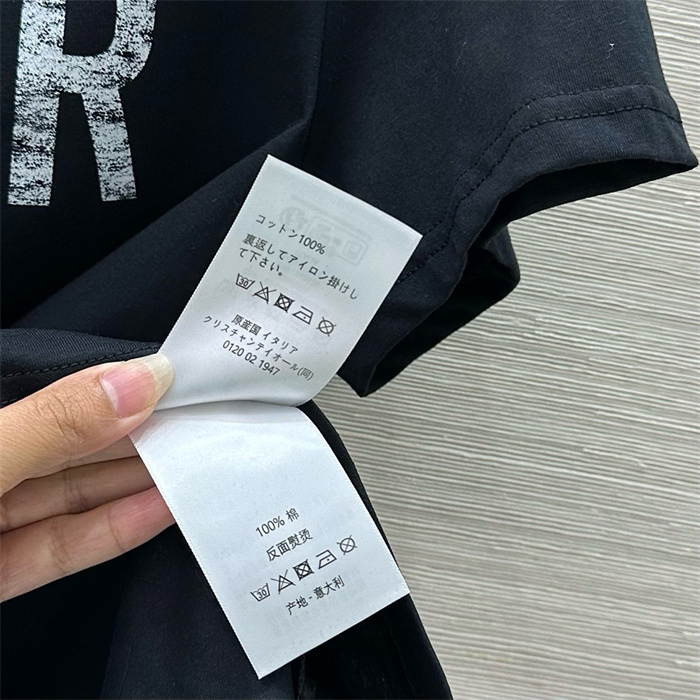 R
コットン100%
裏返してアイロン掛けし
て下さい。
30
原産国 イタリア
クリスチャンディオール(同)
0120 02 1947
100% 棉
反面熨烫
30
产地 - 意大利